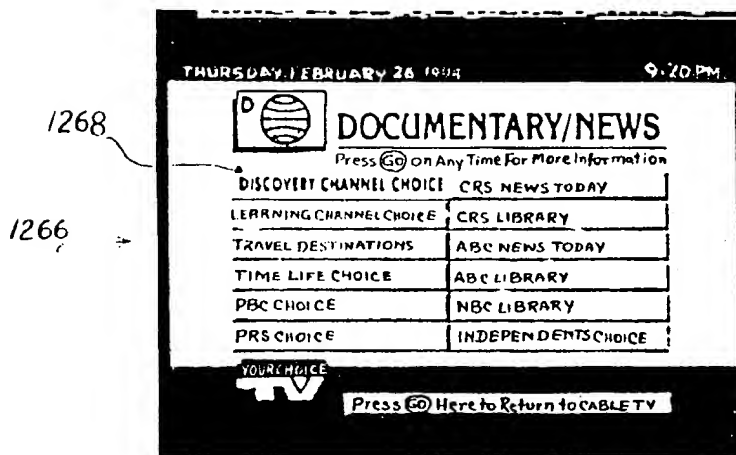 THURSDAY, FEBRUARY 26 1994 9:20 PM
1268
D
DOCUMENTARY/NEWS
Press GO on Any Time For More Information
DISCOVERY CHANNEL CHOICE CRS NEWS TODAY
LEARNING CHANNEL CHOICE CRS LIBRARY
1266
TRAVEL DESTINATIONS ABC NEWS TODAY
TIME LIFE CHOICE ABC LIBRARY
PBC CHOICE NBC LIBRARY
PRS CHOICE INDEPENDENTS CHOICE
YOUR CHOICE
TV
Press GO Here to Return to CABLE TV